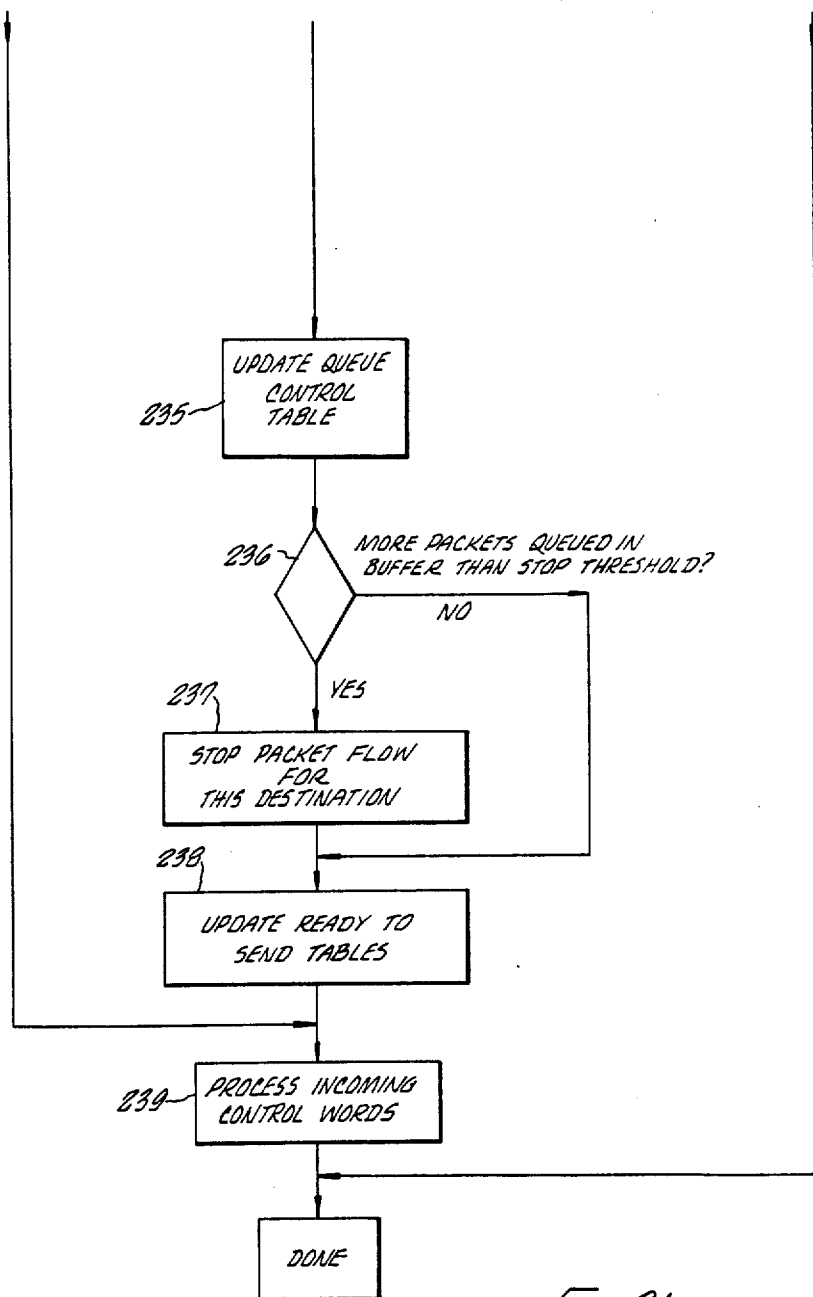 UPDATE QUEUE
CONTROL
TABLE
235
236
MORE PACKETS QUEUED IN
BUFFER THAN STOP THRESHOLD?
NO
YES
237
STOP PACKET FLOW
FOR
THIS DESTINATION
238
UPDATE READY TO
SEND TABLES
239
PROCESS INCOMING
CONTROL WORDS
DONE